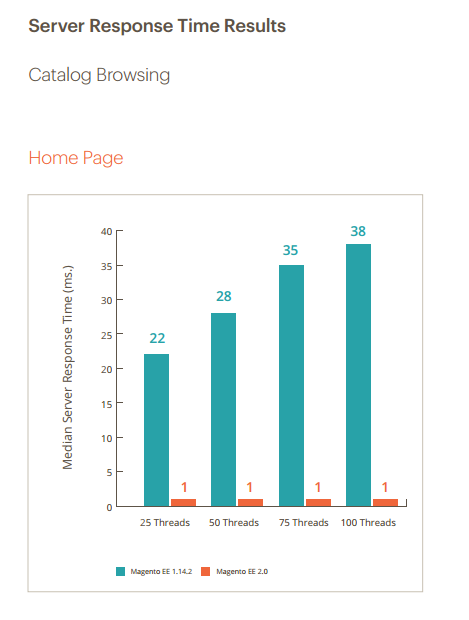 Server Response Time Results
Catalog Browsing
Home Page
Median Server Response Time (ms.)
40
35
30
25
20
15
10
5
0
22
1
28
1
35
1
38
1
25 Threads 50 Threads 75 Threads 100 Threads
Magento EE 1.14.2 Magento EE 2.0